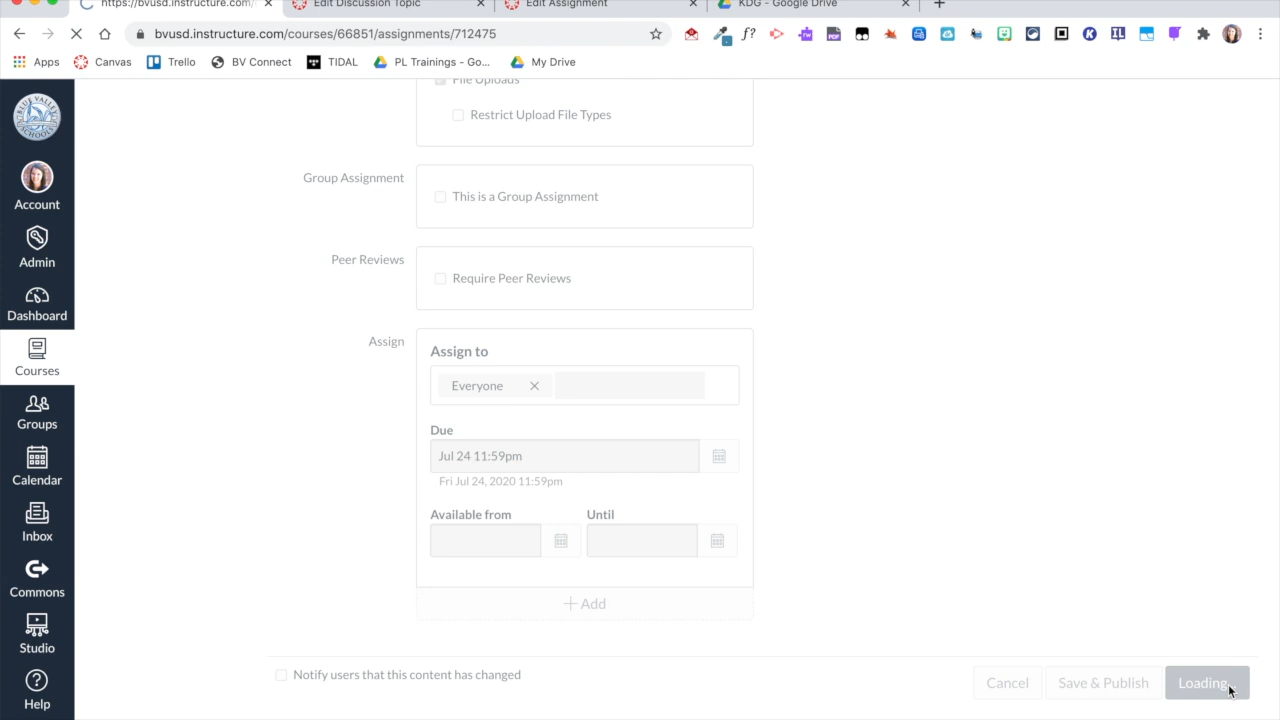 https://bvusd.instructure.com/co
Edit Discussion Topic
Edit Assignment
KDG - Google Drive
bvusd.instructure.com/courses/66851/assignments/712475
Apps
Canvas
Trello
BV Connect
TIDAL
PL Trainings - Go...
My Drive
BLUE VALLEY SCHOOLS
Account
Admin
Dashboard
Courses
Groups
Calendar
Inbox
Commons
Studio
Help
File Uploads
Restrict Upload File Types
Group Assignment
This is a Group Assignment
Peer Reviews
Require Peer Reviews
Assign
Assign to
Everyone
Due
Jul 24 11:59pm
Fri Jul 24, 2020 11:59pm
Available from
Until
Add
Notify users that this content has changed
Cancel
Save & Publish
Loading...